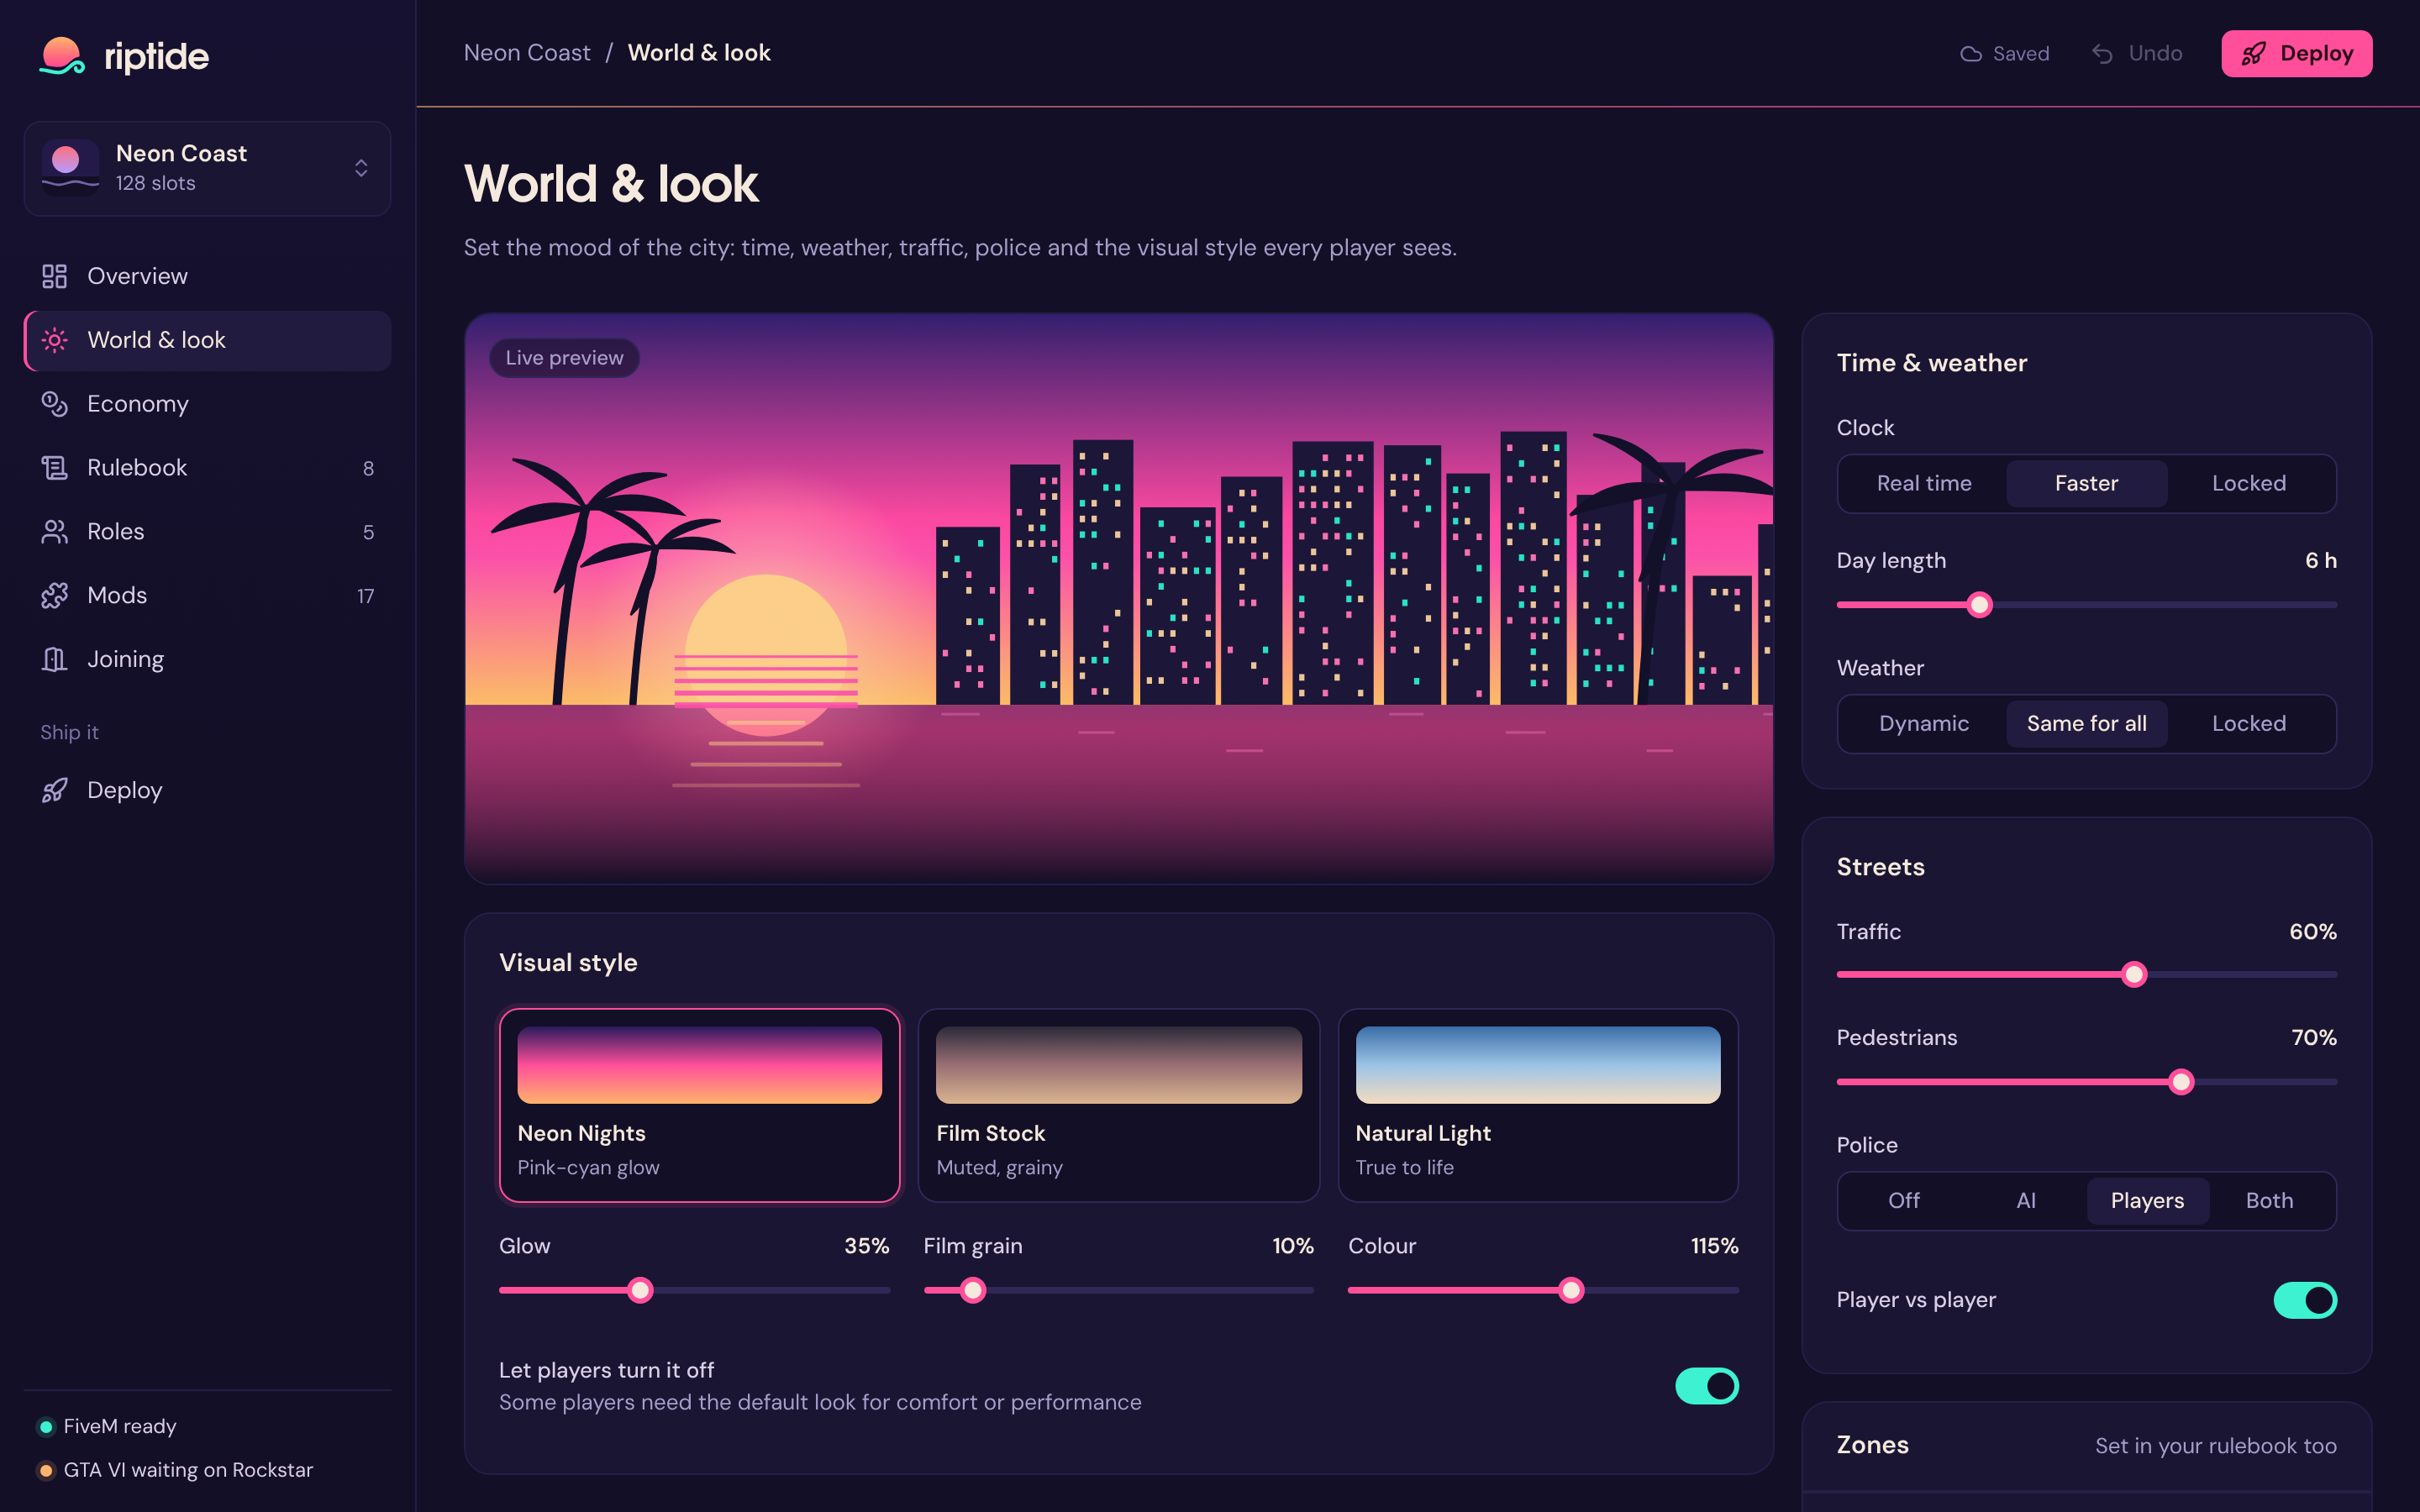 riptide
Neon Coast
128 slots
Overview
World & look
Economy
Rulebook 8
Roles 5
Mods 17
Joining
Ship it
Deploy
FiveM ready
GTA VI waiting on Rockstar
Neon Coast / World & look
Saved
Undo
Deploy
World & look
Set the mood of the city: time, weather, traffic, police and the visual style every player sees.
Live preview
Visual style
Neon Nights
Pink-cyan glow
Film Stock
Muted, grainy
Natural Light
True to life
Glow 35%
Film grain 10%
Colour 115%
Let players turn it off
Some players need the default look for comfort or performance
Time & weather
Clock
Real time Faster Locked
Day length 6 h
Weather
Dynamic Same for all Locked
Streets
Traffic 60%
Pedestrians 70%
Police
Off AI Players Both
Player vs player
Zones Set in your rulebook too